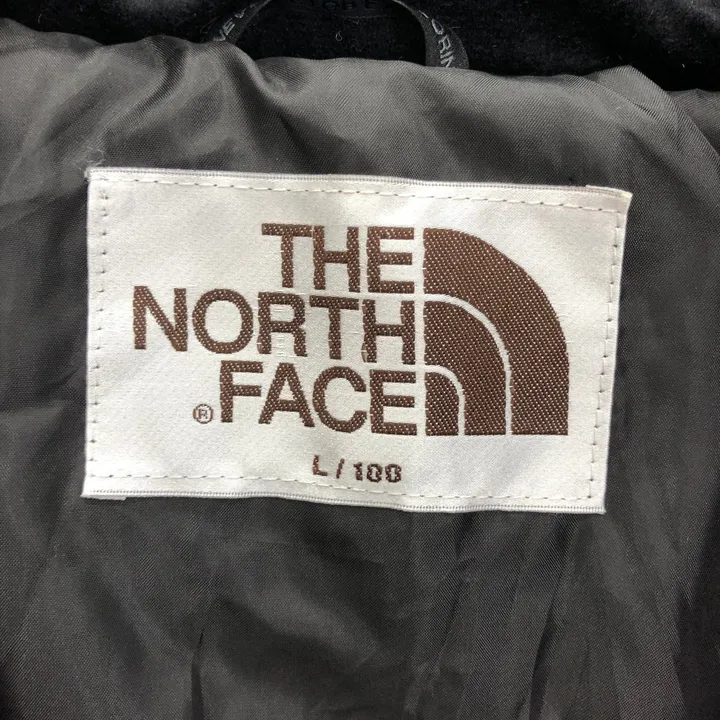 THE
NORTH
FACE
®
L / 100